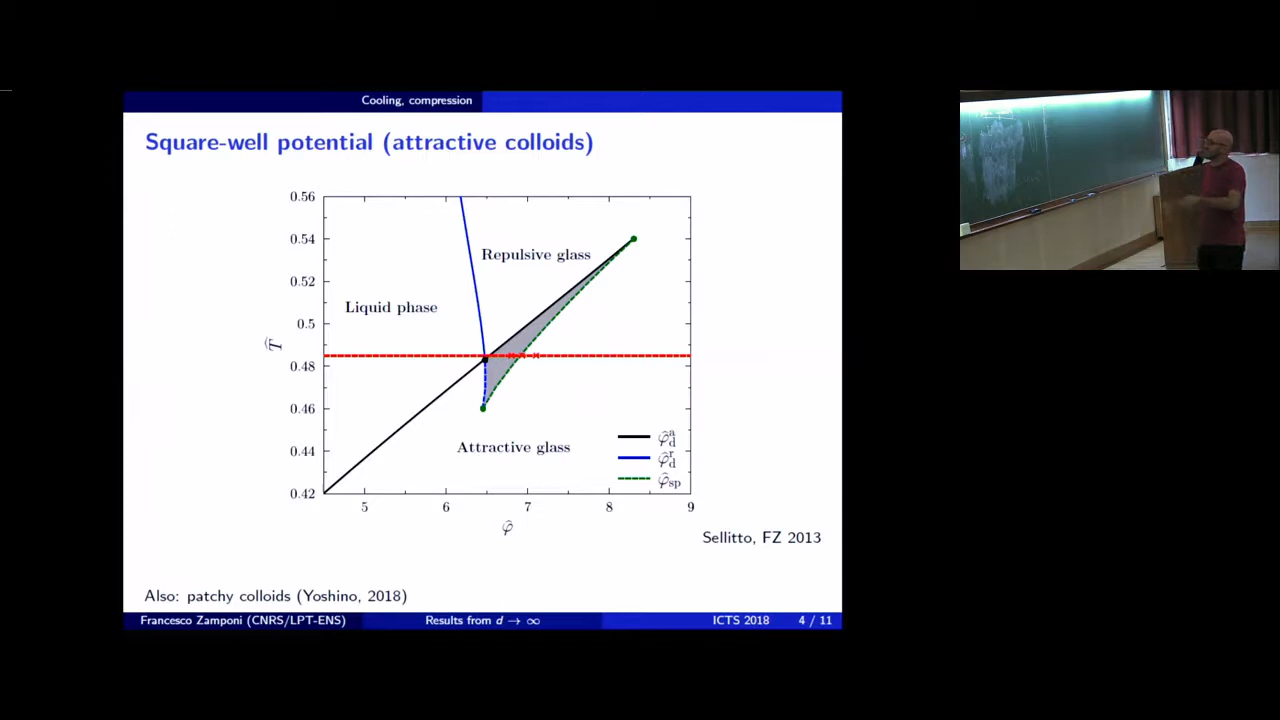 Cooling, compression
Square-well potential (attractive colloids)
0.56
0.54
0.52
0.5
0.48
0.46
0.44
0.42
T̂
Repulsive glass
Liquid phase
Attractive glass
φ̂ᵃd
φ̂ʳd
φ̂sp
5 6 7 8 9
φ̂
Sellitto, FZ 2013
Also: patchy colloids (Yoshino, 2018)
Francesco Zamponi (CNRS/LPT-ENS) Results from d → ∞ ICTS 2018 4 / 11